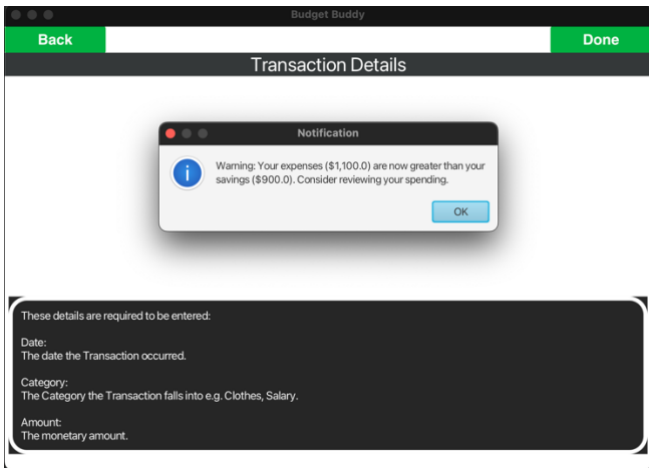 Budget Buddy
Back
Done
Transaction Details
Notification
Warning: Your expenses ($1,100.0) are now greater than your
savings ($900.0). Consider reviewing your spending.
OK
These details are required to be entered:
Date:
The date the Transaction occurred.
Category:
The Category the Transaction falls into e.g. Clothes, Salary.
Amount:
The monetary amount.